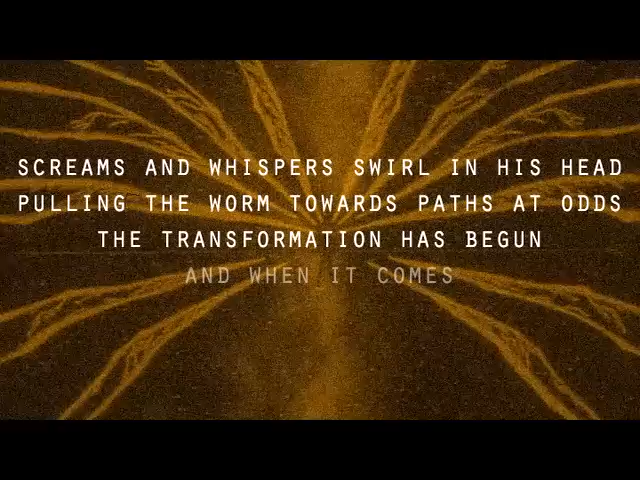 SCREAMS AND WHISPERS SWIRL IN HIS HEAD
PULLING THE WORM TOWARDS PATHS AT ODDS
THE TRANSFORMATION HAS BEGUN
AND WHEN IT COMES